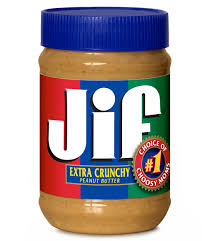 Jif
EXTRA CRUNCHY
PEANUT BUTTER
CHOICE OF
#1
CHOOSY MOMS